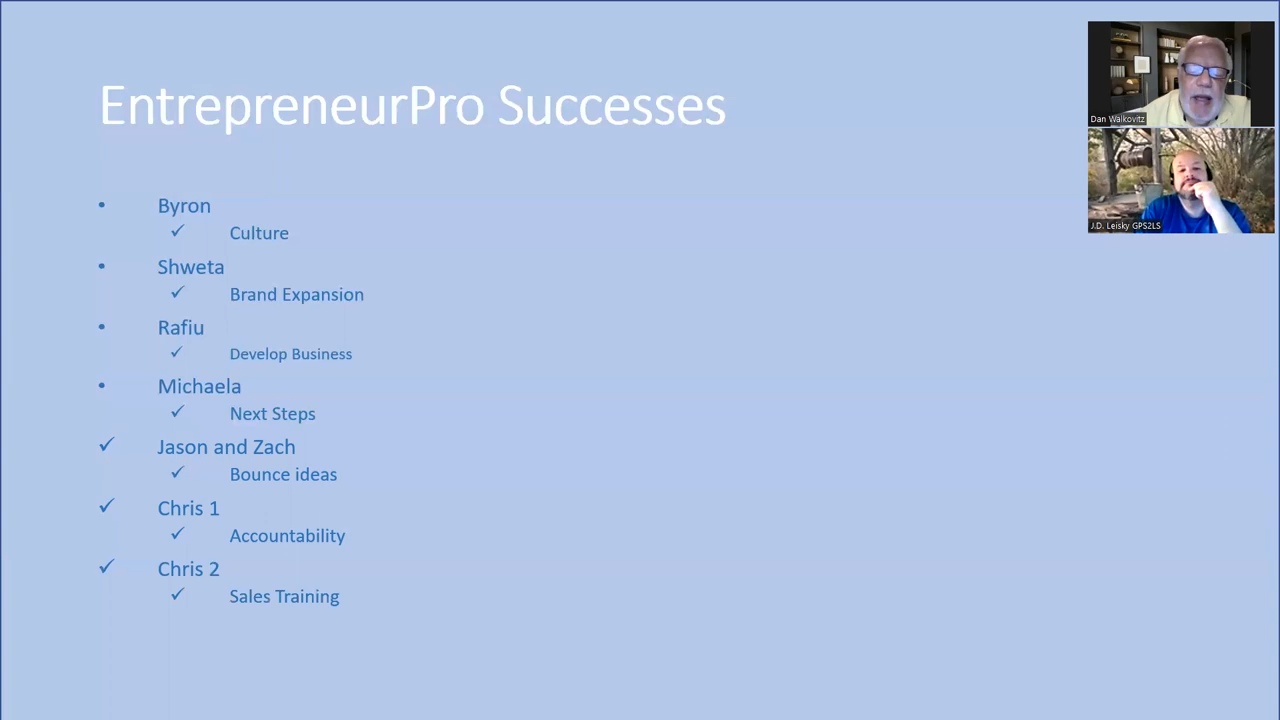 EntrepreneurPro Successes
Byron
Culture
Shweta
Brand Expansion
Rafiu
Develop Business
Michaela
Next Steps
Jason and Zach
Bounce ideas
Chris 1
Accountability
Chris 2
Sales Training
Dan Walkovitz
J.D. Leisky GPS2LS